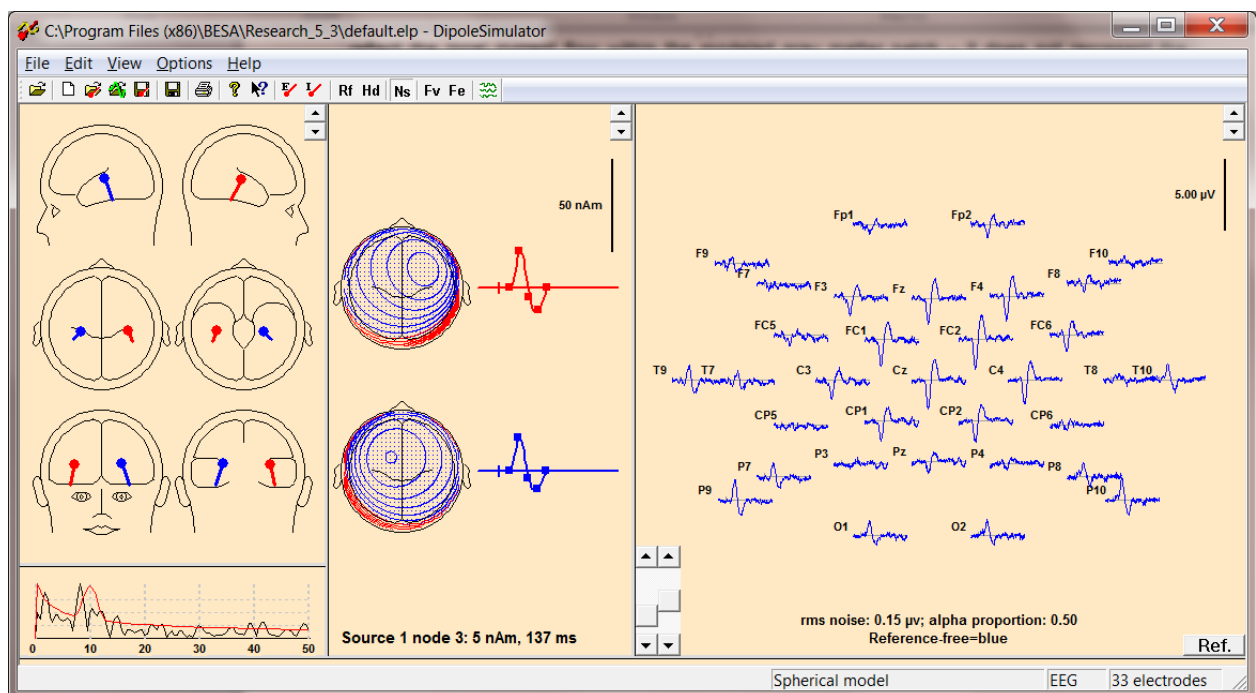 C:\Program Files (x86)\BESA\Research_5_3\default.elp - DipoleSimulator
File Edit View Options Help
Rf Hd Ns Fv Fe
50 nAm
5.00 µV
Fp1 Fp2
F9 F10
F7 F3 Fz F4 F8
FC5 FC1 FC2 FC6
T9 T7 C3 Cz C4 T8 T10
CP5 CP1 CP2 CP6
P7 P3 Pz P4 P8
P9 P10
O1 O2
0 10 20 30 40 50
Source 1 node 3: 5 nAm, 137 ms
rms noise: 0.15 µv; alpha proportion: 0.50
Reference-free=blue
Ref.
Spherical model EEG 33 electrodes